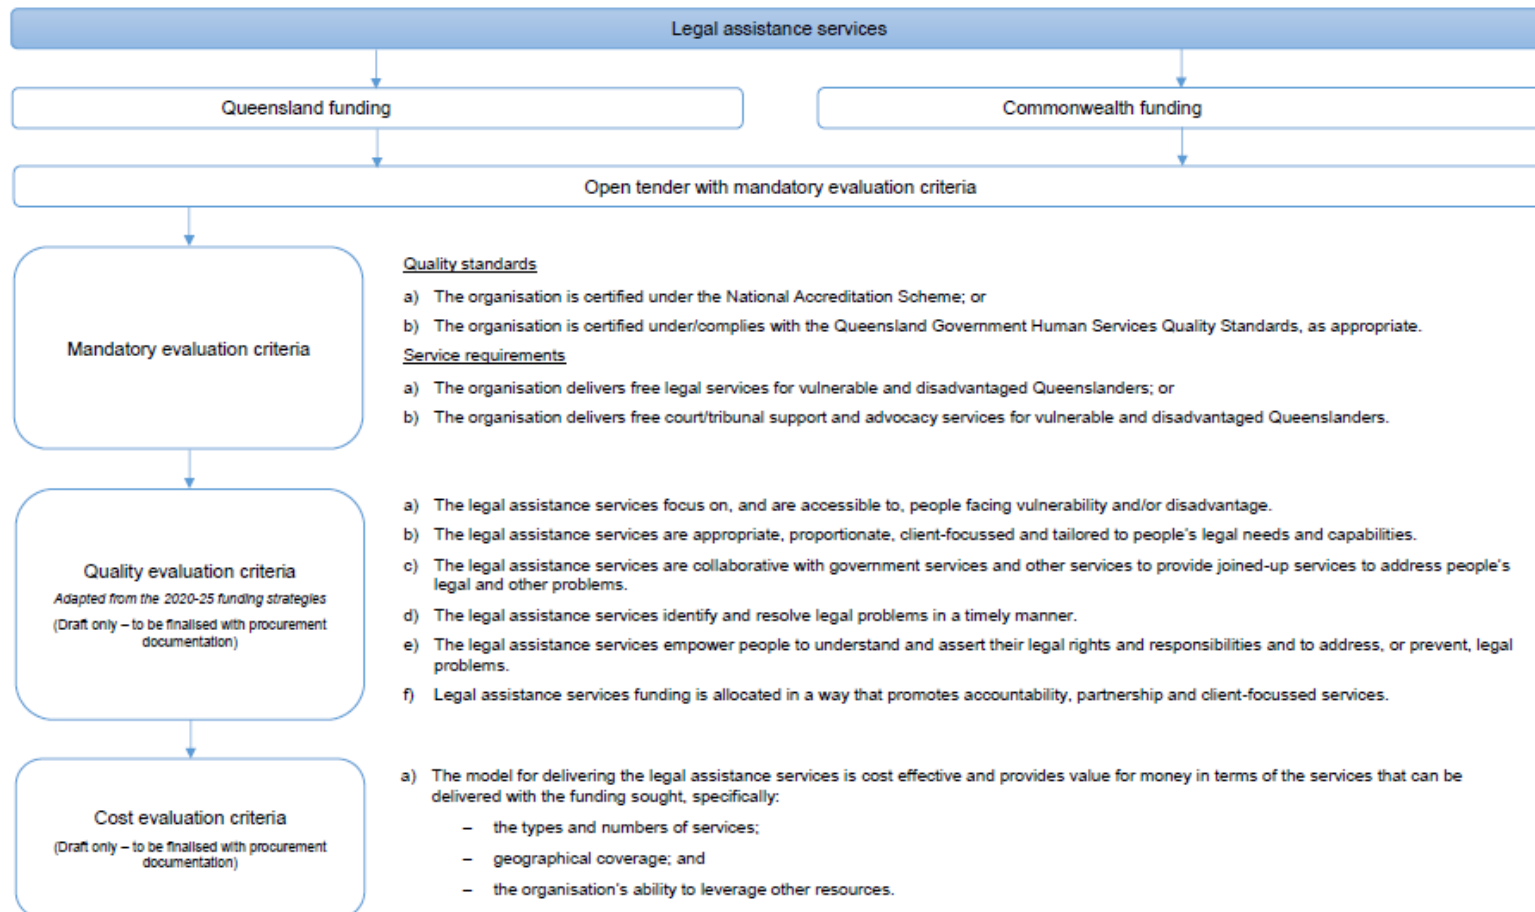 Legal assistance services
Queensland funding
Commonwealth funding
Open tender with mandatory evaluation criteria
Mandatory evaluation criteria
Quality standards
a) The organisation is certified under the National Accreditation Scheme; or
b) The organisation is certified under/complies with the Queensland Government Human Services Quality Standards, as appropriate.
Service requirements
a) The organisation delivers free legal services for vulnerable and disadvantaged Queenslanders; or
b) The organisation delivers free court/tribunal support and advocacy services for vulnerable and disadvantaged Queenslanders.
Quality evaluation criteria
Adapted from the 2020-25 funding strategies
(Draft only – to be finalised with procurement
documentation)
a) The legal assistance services focus on, and are accessible to, people facing vulnerability and/or disadvantage.
b) The legal assistance services are appropriate, proportionate, client-focussed and tailored to people's legal needs and capabilities.
c) The legal assistance services are collaborative with government services and other services to provide joined-up services to address people's
legal and other problems.
d) The legal assistance services identify and resolve legal problems in a timely manner.
e) The legal assistance services empower people to understand and assert their legal rights and responsibilities and to address, or prevent, legal
problems.
f) Legal assistance services funding is allocated in a way that promotes accountability, partnership and client-focussed services.
Cost evaluation criteria
(Draft only – to be finalised with procurement
documentation)
a) The model for delivering the legal assistance services is cost effective and provides value for money in terms of the services that can be
delivered with the funding sought, specifically:
– the types and numbers of services;
– geographical coverage; and
– the organisation's ability to leverage other resources.